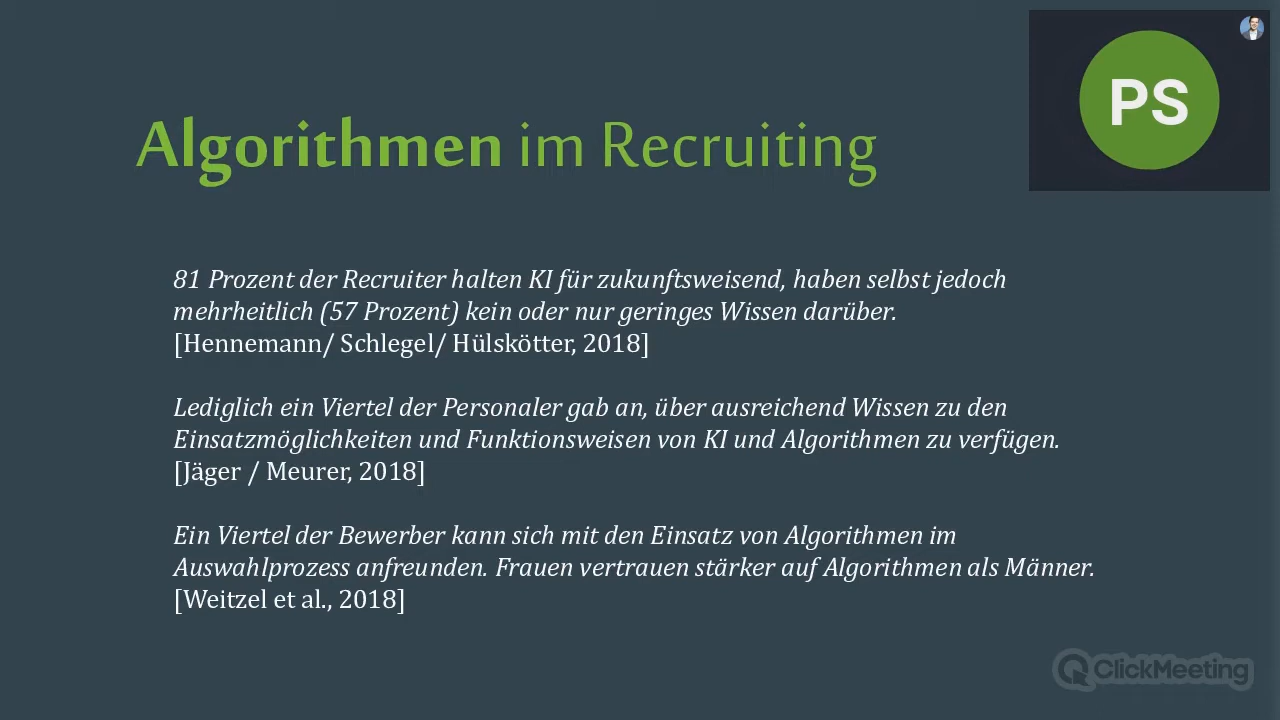 PS
Algorithmen im Recruiting
81 Prozent der Recruiter halten KI für zukunftsweisend, haben selbst jedoch
mehrheitlich (57 Prozent) kein oder nur geringes Wissen darüber.
[Hennemann/ Schlegel/ Hülskötter, 2018]
Lediglich ein Viertel der Personaler gab an, über ausreichend Wissen zu den
Einsatzmöglichkeiten und Funktionsweisen von KI und Algorithmen zu verfügen.
[Jäger / Meurer, 2018]
Ein Viertel der Bewerber kann sich mit den Einsatz von Algorithmen im
Auswahlprozess anfreunden. Frauen vertrauen stärker auf Algorithmen als Männer.
[Weitzel et al., 2018]
ClickMeeting